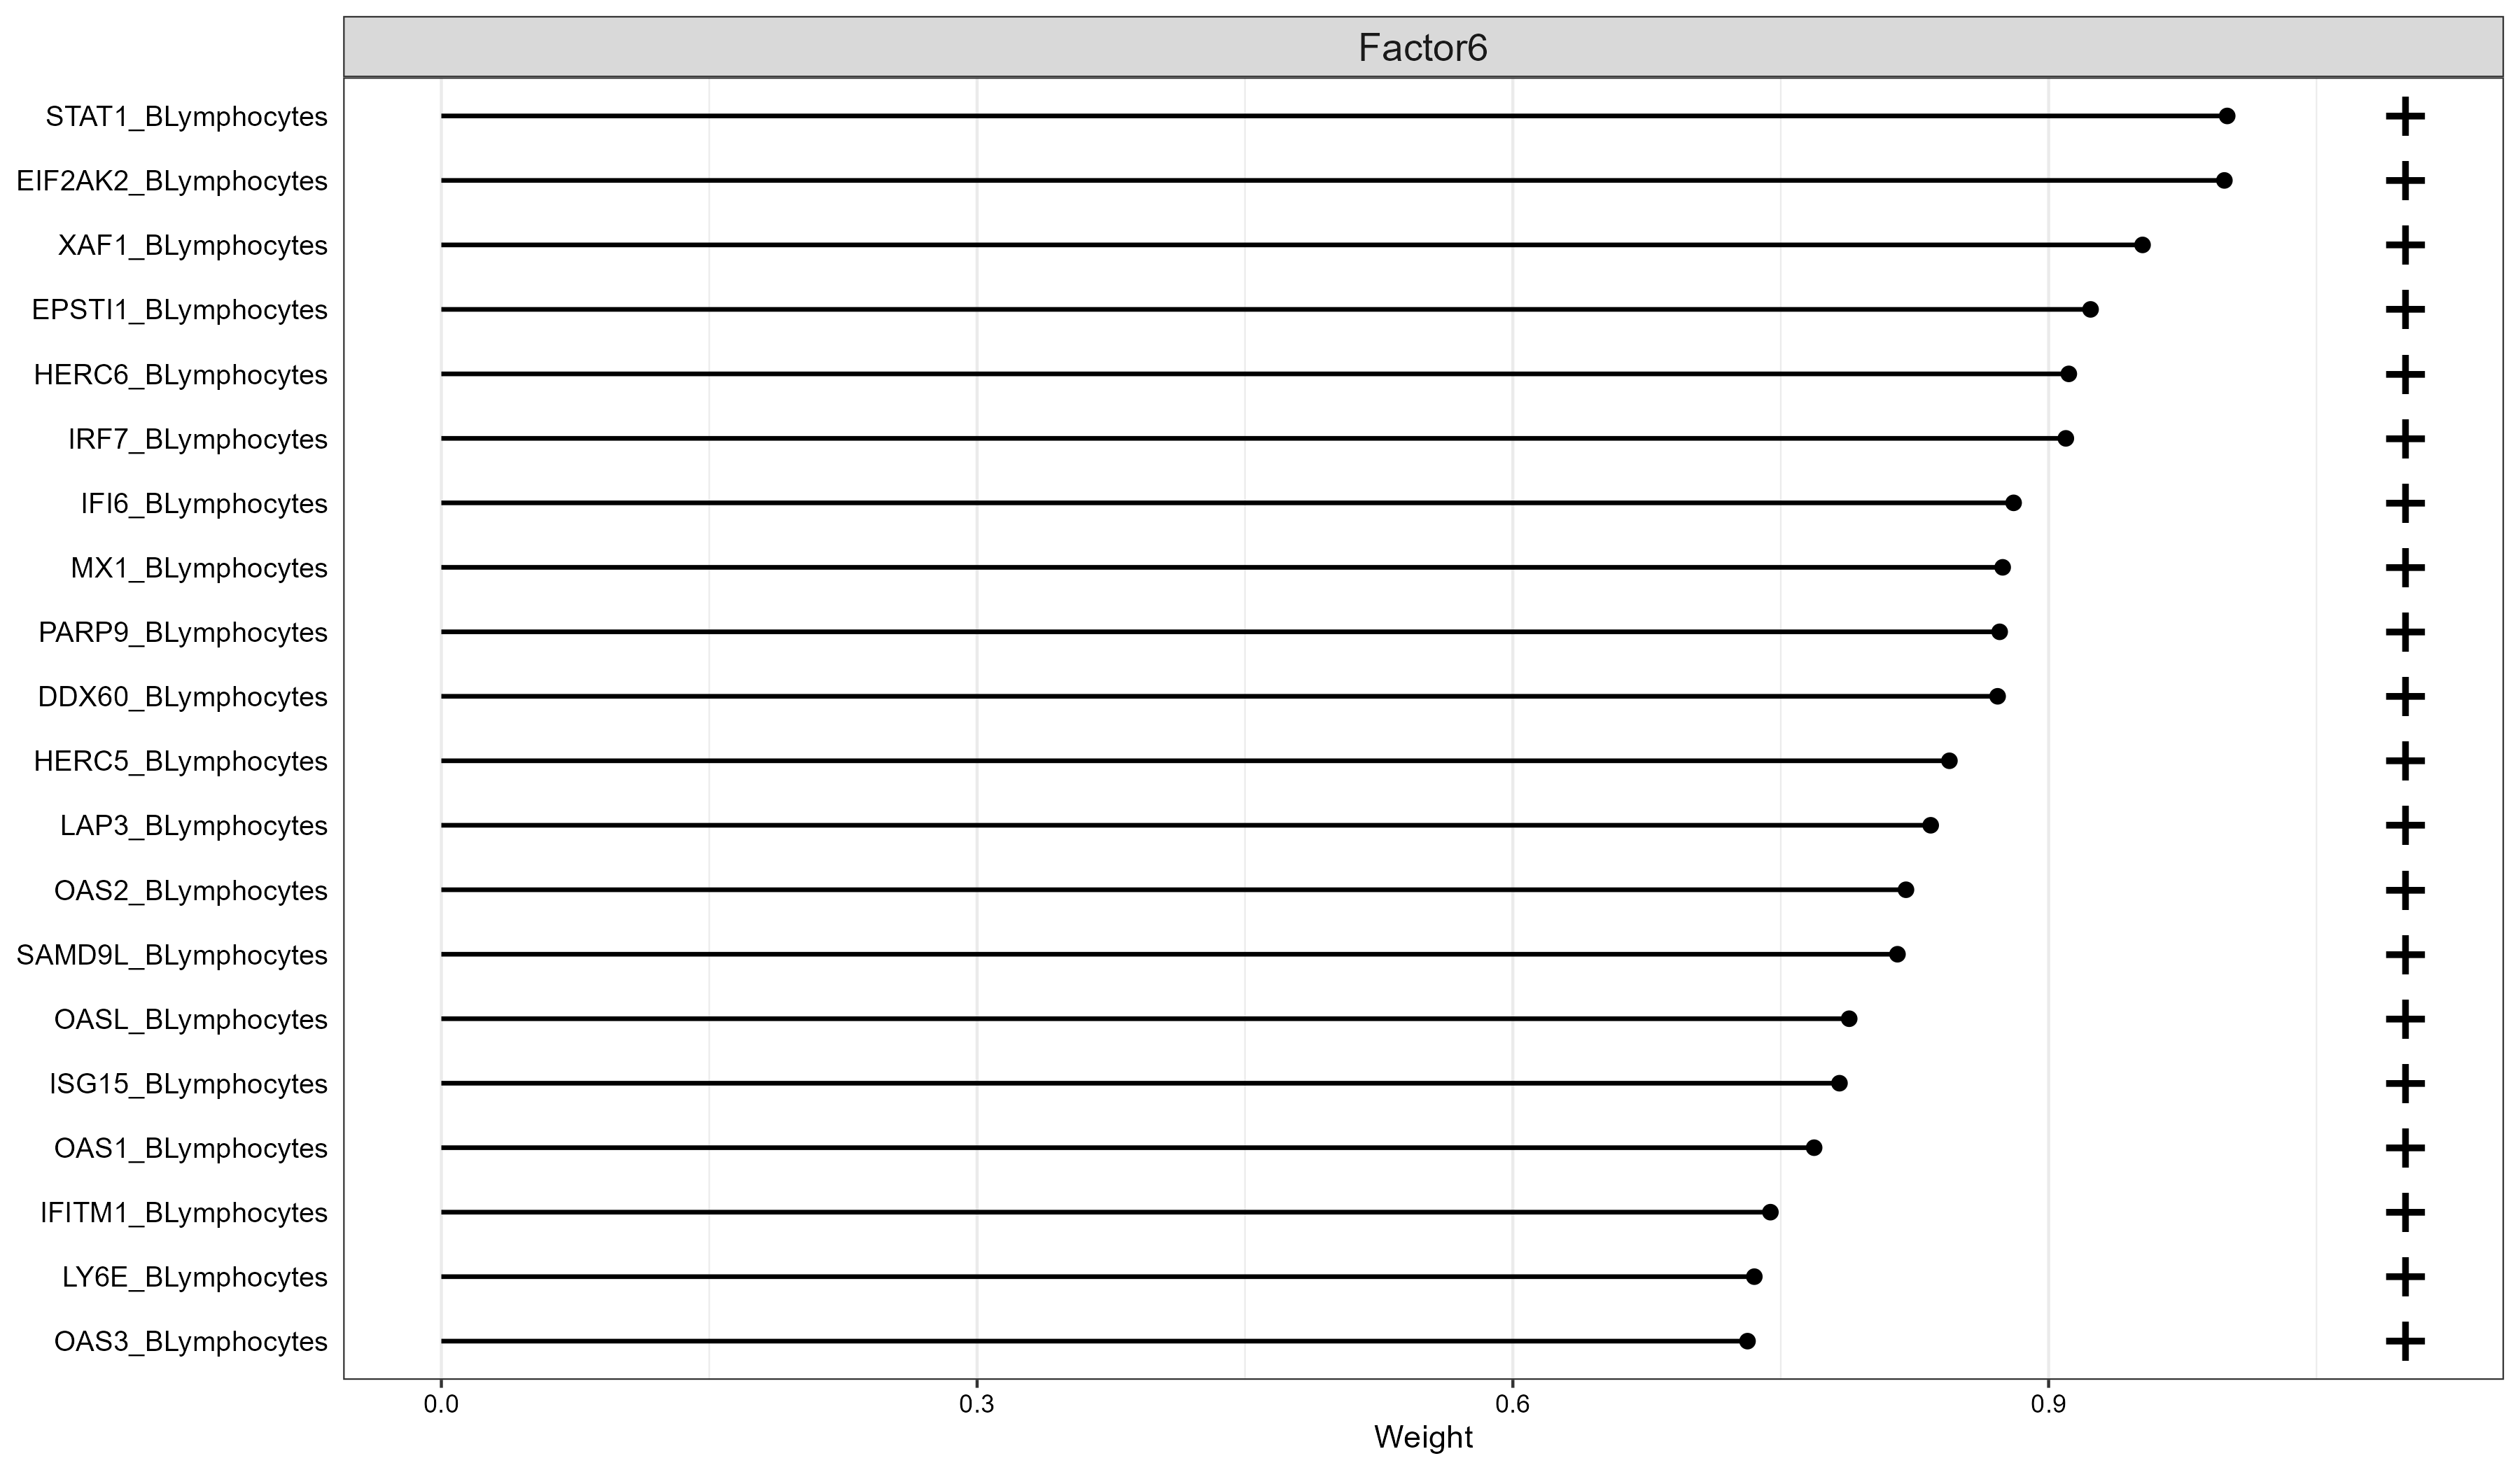 Factor6
STAT1_BLymphocytes
EIF2AK2_BLymphocytes
XAF1_BLymphocytes
EPSTI1_BLymphocytes
HERC6_BLymphocytes
IRF7_BLymphocytes
IFI6_BLymphocytes
MX1_BLymphocytes
PARP9_BLymphocytes
DDX60_BLymphocytes
HERC5_BLymphocytes
LAP3_BLymphocytes
OAS2_BLymphocytes
SAMD9L_BLymphocytes
OASL_BLymphocytes
ISG15_BLymphocytes
OAS1_BLymphocytes
IFITM1_BLymphocytes
LY6E_BLymphocytes
OAS3_BLymphocytes
0.0 0.3 0.6 0.9
Weight